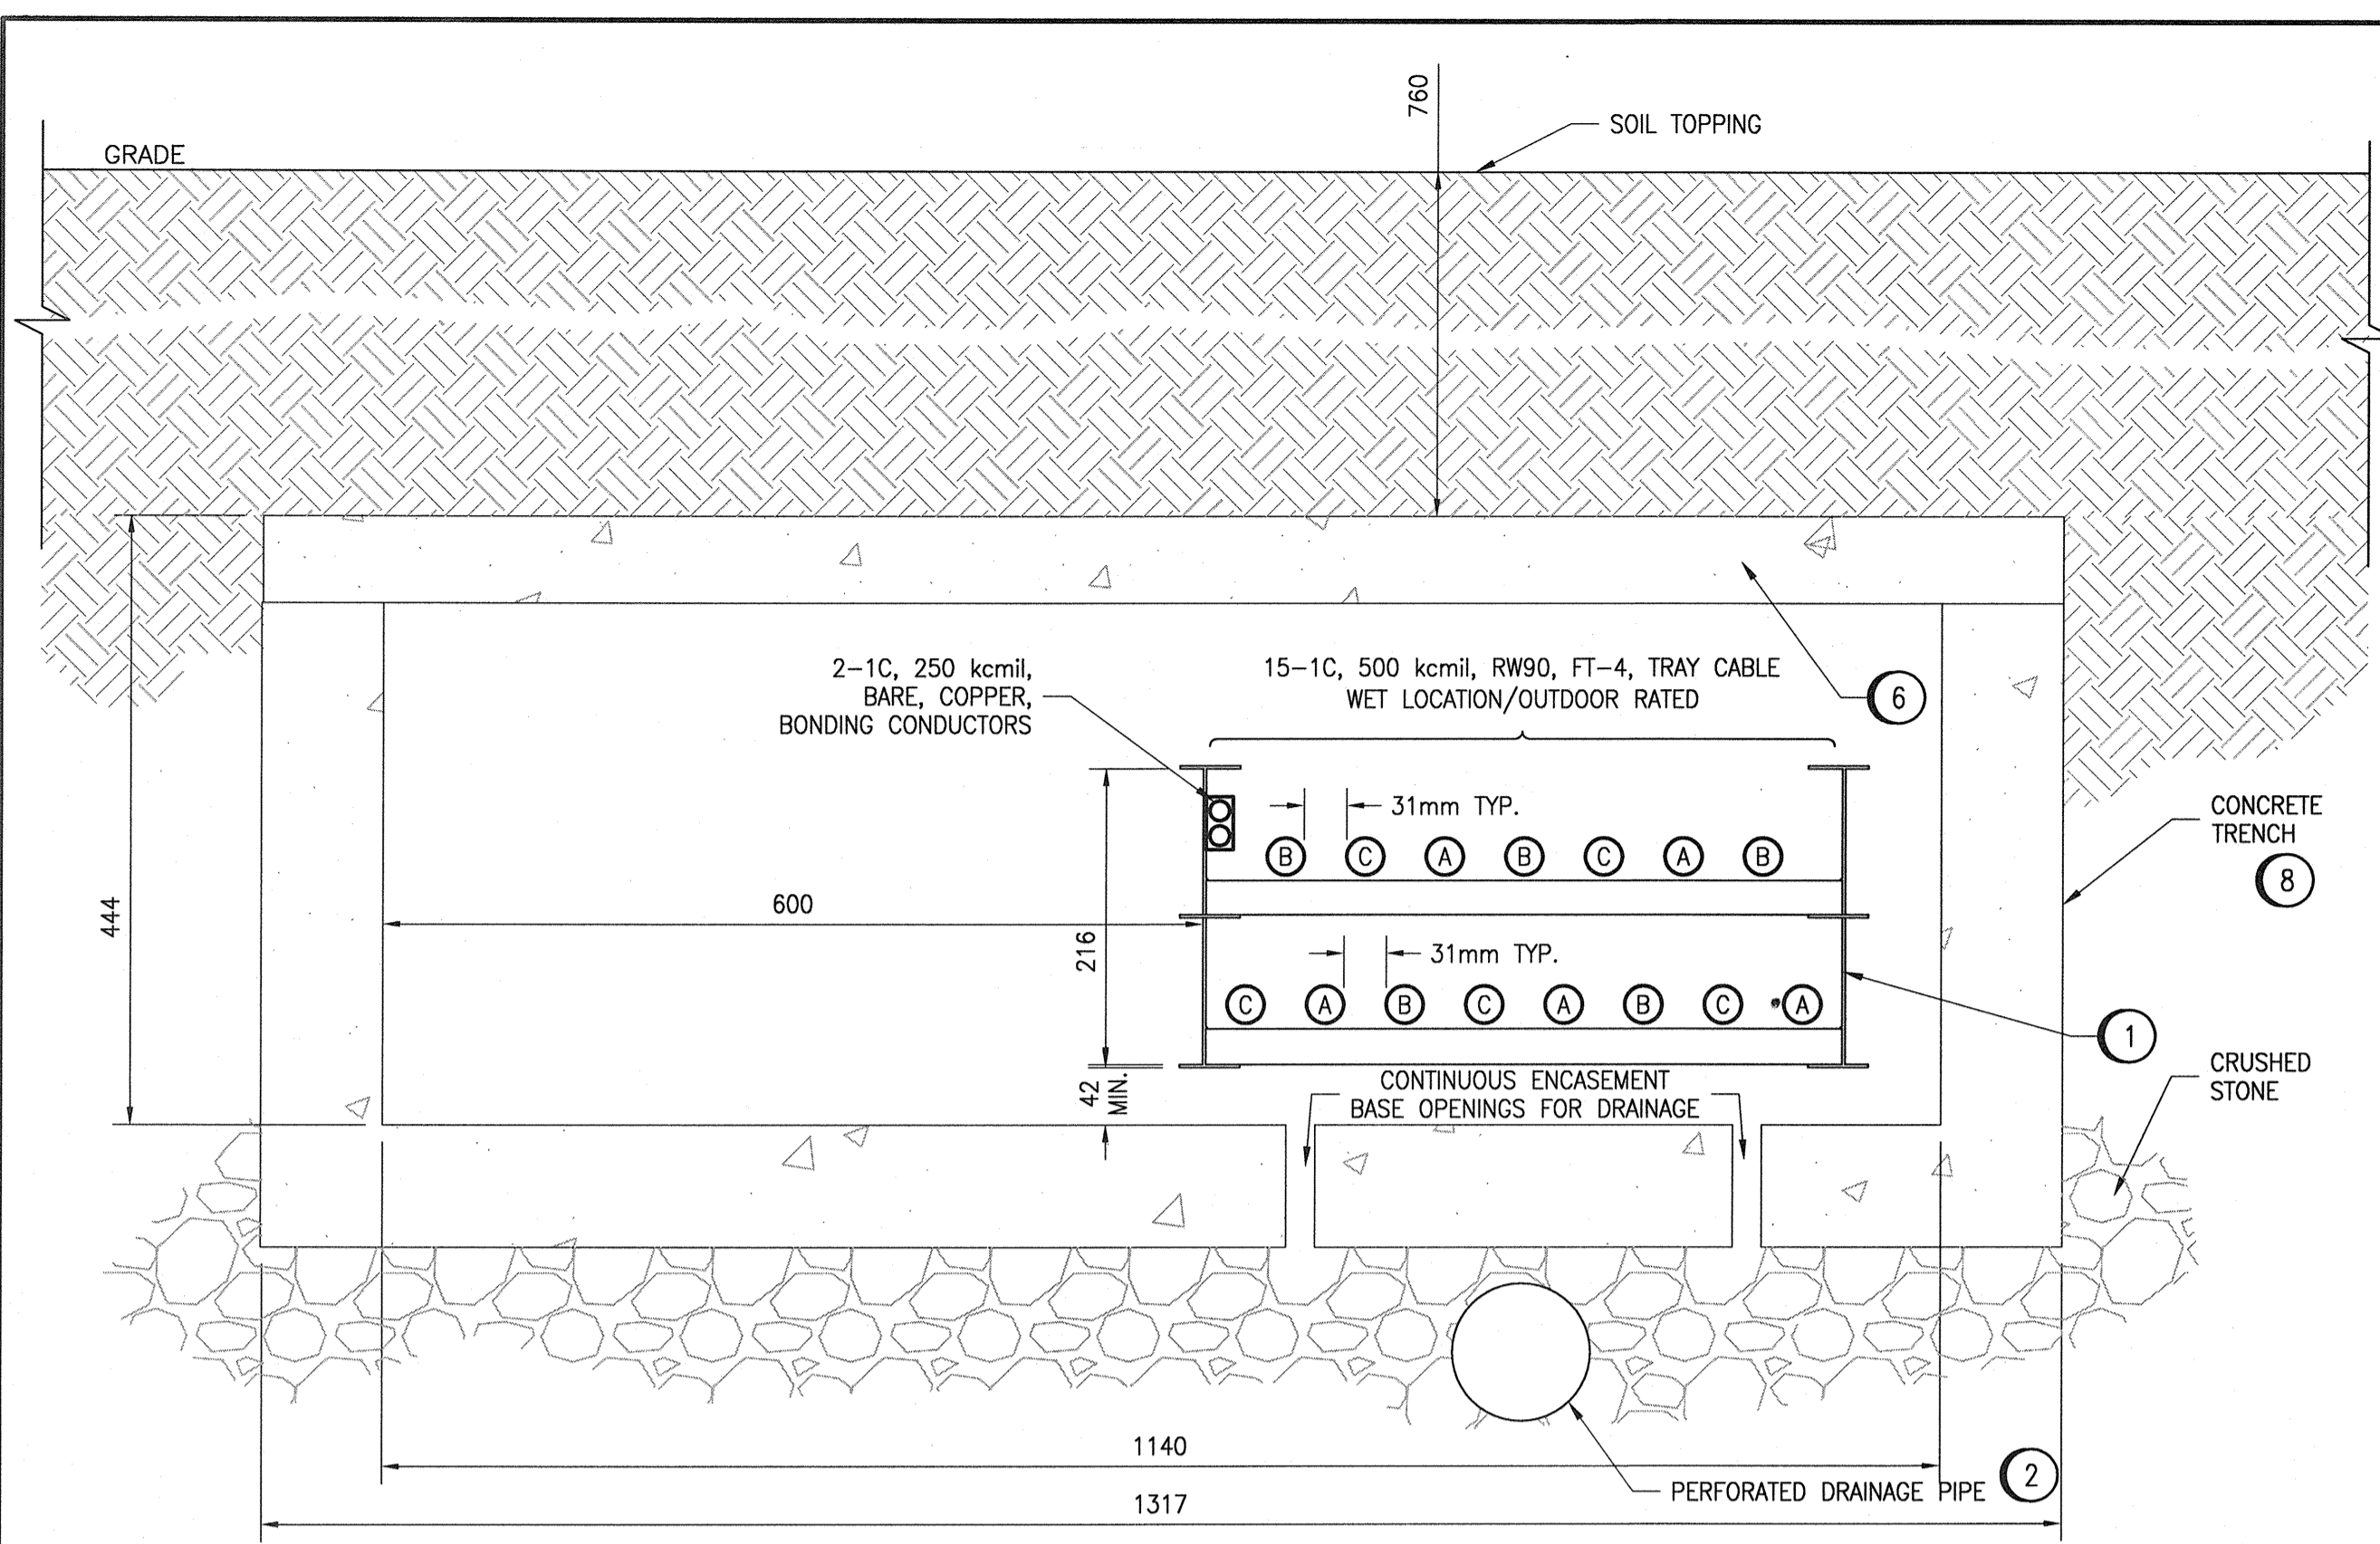 760
SOIL TOPPING
GRADE
2-1C, 250 kcmil,
BARE, COPPER,
BONDING CONDUCTORS
15-1C, 500 kcmil, RW90, FT-4, TRAY CABLE
WET LOCATION/OUTDOOR RATED
6
31mm TYP.
CONCRETE
TRENCH
8
B C A B C A B
444
600
216
31mm TYP.
C A B C A B C A
1
42
MIN.
CONTINUOUS ENCASEMENT
BASE OPENINGS FOR DRAINAGE
CRUSHED
STONE
1140
PERFORATED DRAINAGE PIPE
2
1317